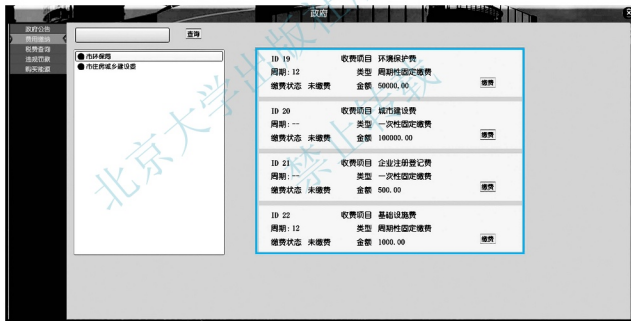 政府
政府公告
费用缴纳
税费查询
违规罚款
购买能源
查询
市环保局
市住房城乡建设委
ID 19 收费项目 环境保护费
周期: 12 类型 周期性固定缴费
缴费状态 未缴费 金额 50000.00 缴费
ID 20 收费项目 城市建设费
周期: -- 类型 一次性固定缴费
缴费状态 未缴费 金额 100000.00 缴费
ID 21 收费项目 企业注册登记费
周期: -- 类型 一次性固定缴费
缴费状态 未缴费 金额 500.00 缴费
ID 22 收费项目 基础设施费
周期: 12 类型 周期性固定缴费
缴费状态 未缴费 金额 1000.00 缴费
北京大学出版社
禁止转载